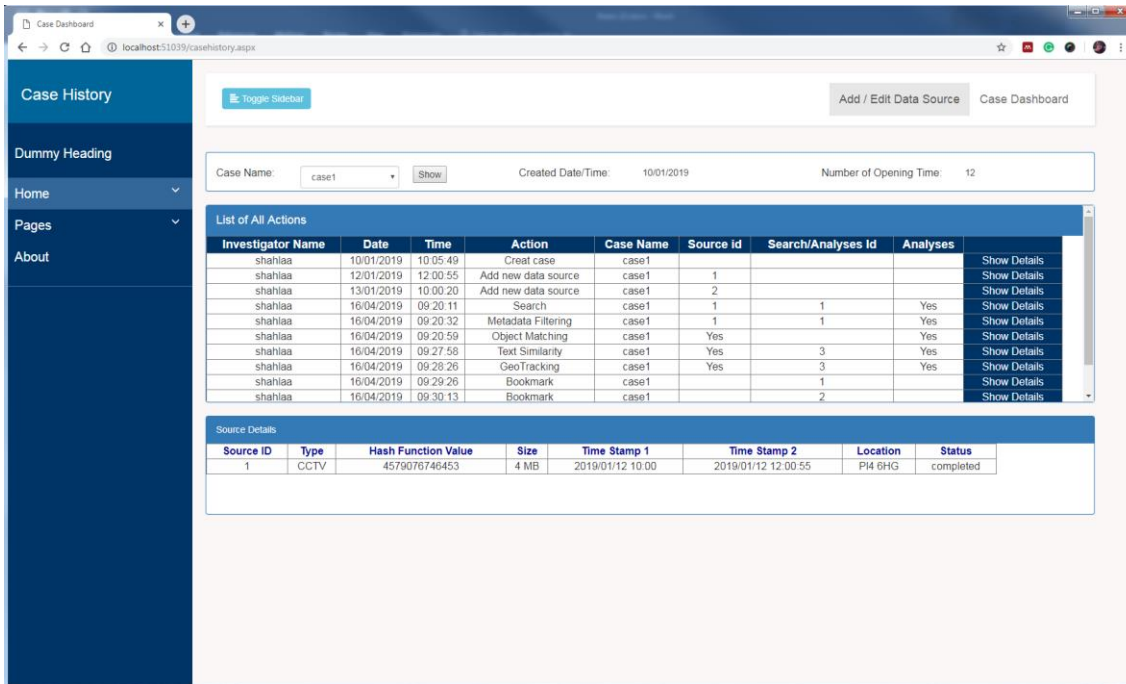 Case Dashboard
localhost:51039/casehistory.aspx
Case History
Toggle Sidebar
Add / Edit Data Source Case Dashboard
Dummy Heading
Home
Pages
About
Case Name: case1 Show Created Date/Time: 10/01/2019 Number of Opening Time: 12
List of All Actions
Investigator Name Date Time Action Case Name Source id Search/Analyses Id Analyses
shahlaa 10/01/2019 10:05:49 Creat case case1 Show Details
shahlaa 12/01/2019 12:00:55 Add new data source case1 1 Show Details
shahlaa 13/01/2019 10:00:20 Add new data source case1 2 Show Details
shahlaa 16/04/2019 09:20:11 Search case1 1 1 Yes Show Details
shahlaa 16/04/2019 09:20:32 Metadata Filtering case1 1 1 Yes Show Details
shahlaa 16/04/2019 09:20:59 Object Matching case1 Yes Yes Show Details
shahlaa 16/04/2019 09:27:58 Text Similarity case1 Yes 3 Yes Show Details
shahlaa 16/04/2019 09:28:26 GeoTracking case1 Yes 3 Yes Show Details
shahlaa 16/04/2019 09:29:26 Bookmark case1 1 Show Details
shahlaa 16/04/2019 09:30:13 Bookmark case1 2 Show Details
Source Details
Source ID Type Hash Function Value Size Time Stamp 1 Time Stamp 2 Location Status
1 CCTV 4579076746453 4 MB 2019/01/12 10:00 2019/01/12 12:00:55 PI4 6HG completed